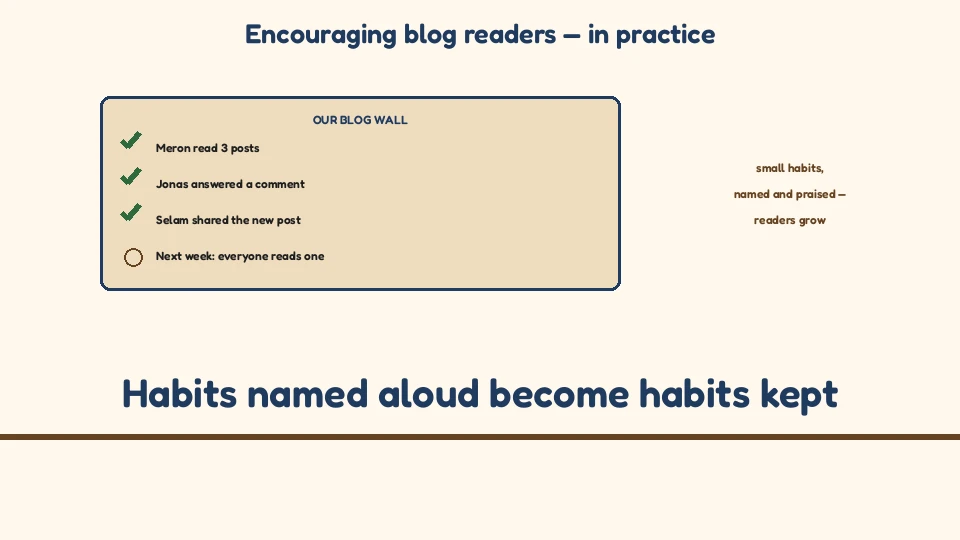 Encouraging blog readers — in practice
OUR BLOG WALL
Meron read 3 posts
Jonas answered a comment
Selam shared the new post
Next week: everyone reads one
small habits,
named and praised —
readers grow
Habits named aloud become habits kept